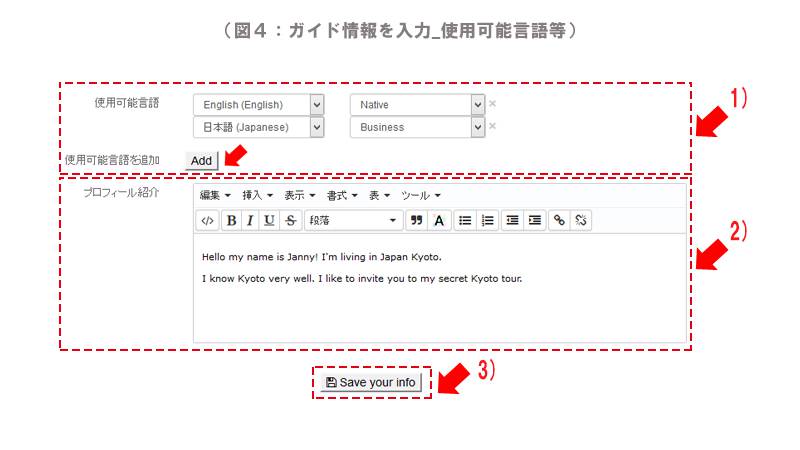 （図４：ガイド情報を入力_使用可能言語等）
1)
使用可能言語 English (English) Native ×
日本語 (Japanese) Business ×
使用可能言語を追加 Add
2)
プロフィール紹介
編集 挿入 表示 書式 表 ツール
</> B I U S 段落 A
Hello my name is Janny! I'm living in Japan Kyoto.
I know Kyoto very well. I like to invite you to my secret Kyoto tour.
3)
Save your info